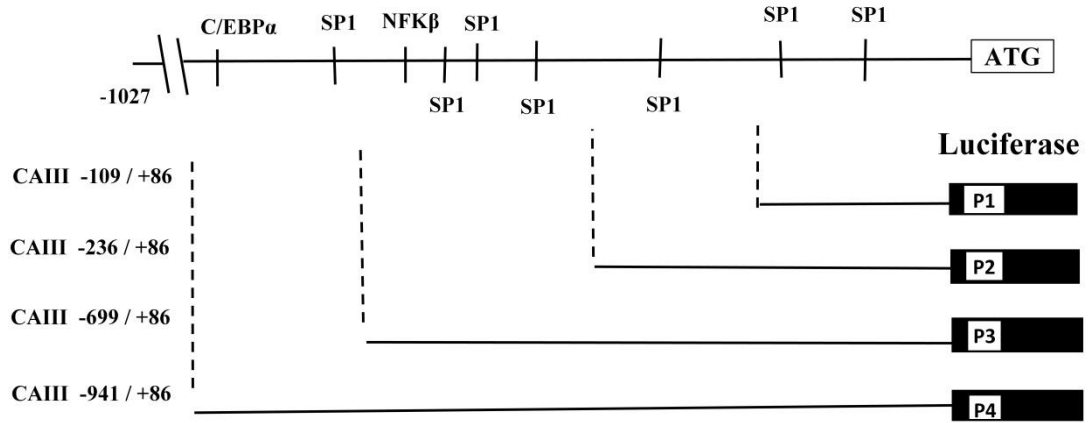 C/EBPα SP1 NFKβ SP1 SP1 SP1
ATG
-1027 SP1 SP1 SP1
Luciferase
CAIII -109 / +86 P1
CAIII -236 / +86 P2
CAIII -699 / +86 P3
CAIII -941 / +86 P4